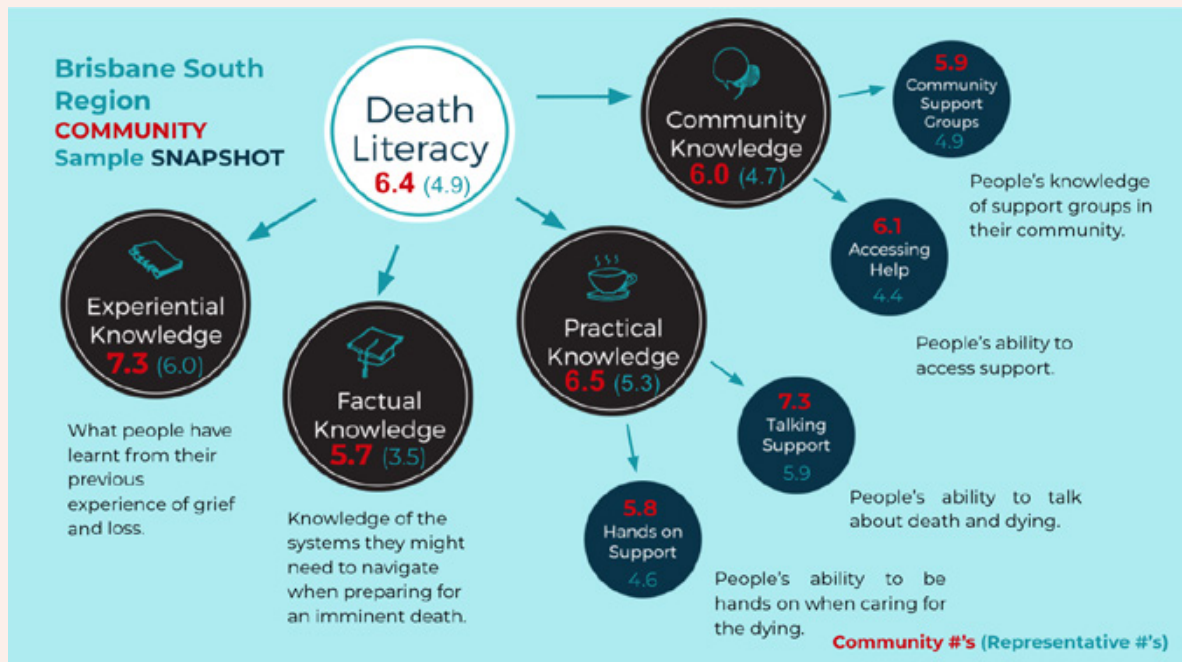 Brisbane South
Region
COMMUNITY
Sample SNAPSHOT
Death
Literacy
6.4 (4.9)
Community
Knowledge
6.0 (4.7)
5.9
Community
Support
Groups
4.9
People's knowledge
of support groups in
their community.
6.1
Accessing
Help
4.4
People's ability to
access support.
Experiential
Knowledge
7.3 (6.0)
What people have
learnt from their
previous
experience of grief
and loss.
Factual
Knowledge
5.7 (3.5)
Knowledge of the
systems they might
need to navigate
when preparing for
an imminent death.
Practical
Knowledge
6.5 (5.3)
7.3
Talking
Support
5.9
People's ability to talk
about death and dying.
5.8
Hands on
Support
4.6
People's ability to be
hands on when caring for
the dying.
Community #'s (Representative #'s)